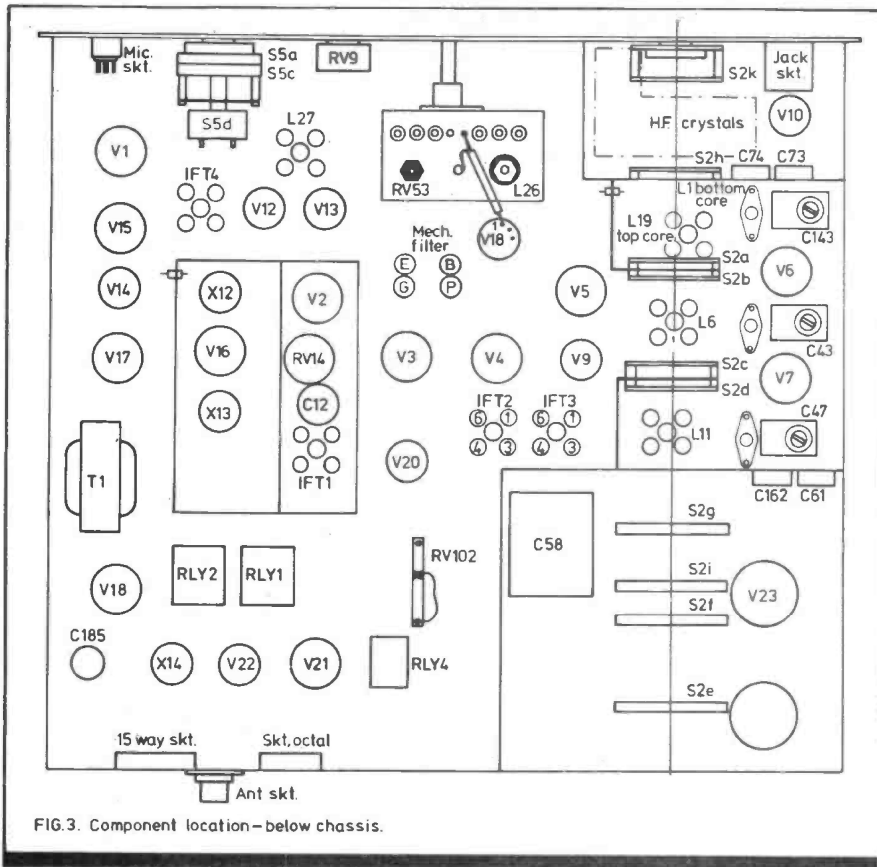 Mic.
skt.
S5a
S5c
RV9
S2k
Jack
skt.
S5d
L27
H.F. crystals
V10
V1
IFT4
V12
V13
RV53
L26
S2h
C74
C73
L1 bottom
core
L19
top core
C143
V15
Mech.
filter
V18
1
S2a
S2b
V6
E
B
G
P
V14
X12
V2
V5
L6
C43
V17
V16
RV14
V3
V4
V9
S2c
S2d
V7
X13
C12
IFT2
IFT3
C47
6
1
6
1
4
3
4
3
L11
T1
IFT1
V20
C162
C61
C58
S2g
RLY2
RLY1
RV102
V18
S2i
V23
S2f
C185
X14
V22
V21
RLY4
S2e
15 way skt.
Skt, octal
Ant skt.
FIG.3. Component location – below chassis.